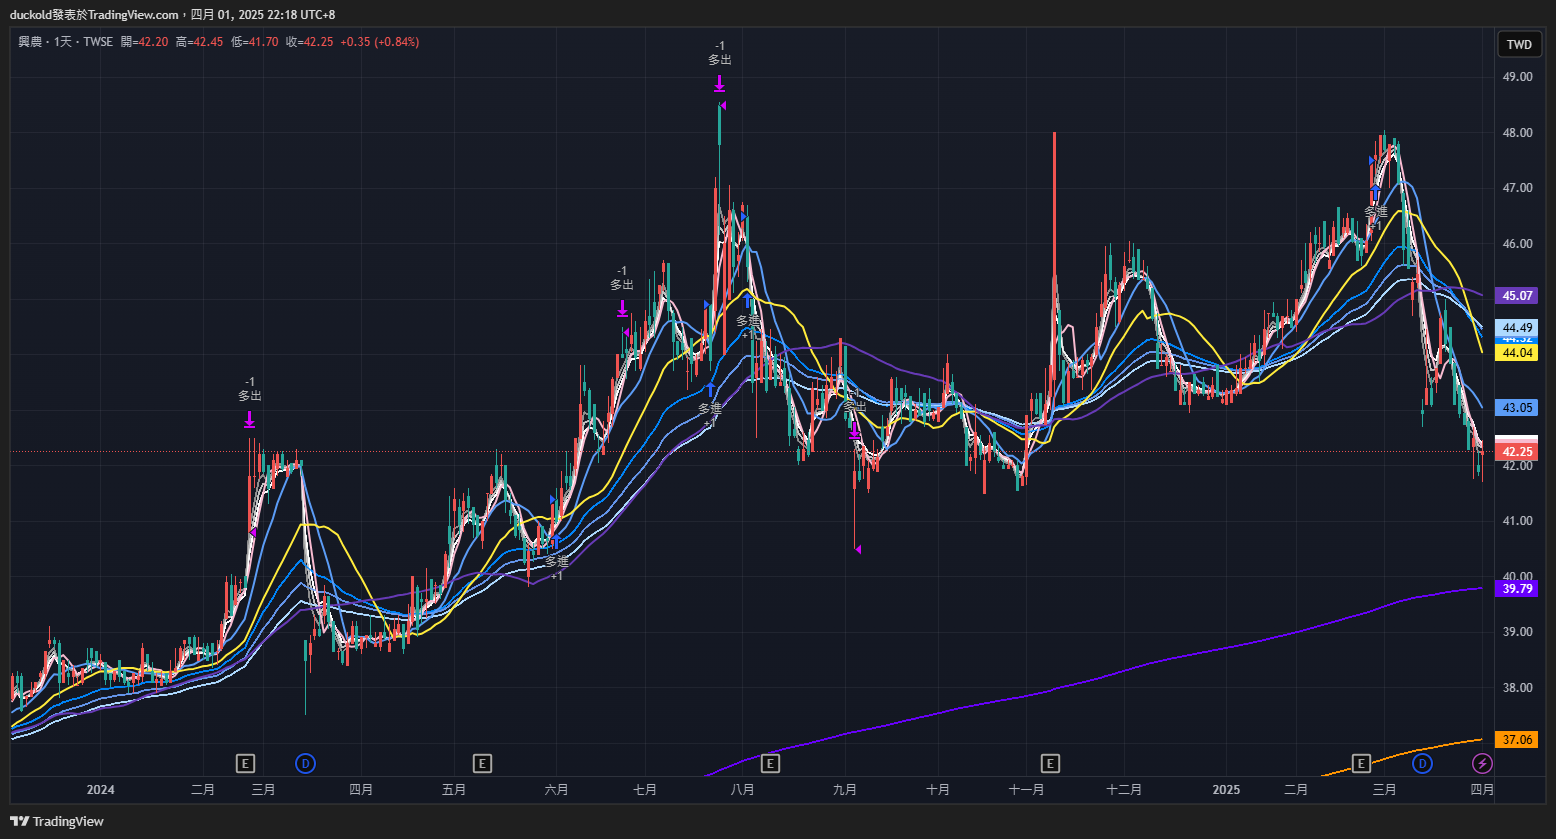 duckold發表於TradingView.com，四月 01, 2025 22:18 UTC+8
興農 · 1天 · TWSE 開=42.20 高=42.45 低=41.70 收=42.25 +0.35 (+0.84%)
TWD
-1
多出
-1
多出
-1
多出
多進
+1
多進
+1
多進
+1
多出
多進
+1
49.00
48.00
47.00
46.00
45.07
44.49
44.04
43.05
42.25
42.00
41.00
40.00
39.79
39.00
38.00
37.06
E
D
E
E
E
E
D
2024
二月
三月
四月
五月
六月
七月
八月
九月
十月
十一月
十二月
2025
二月
三月
四月
TradingView